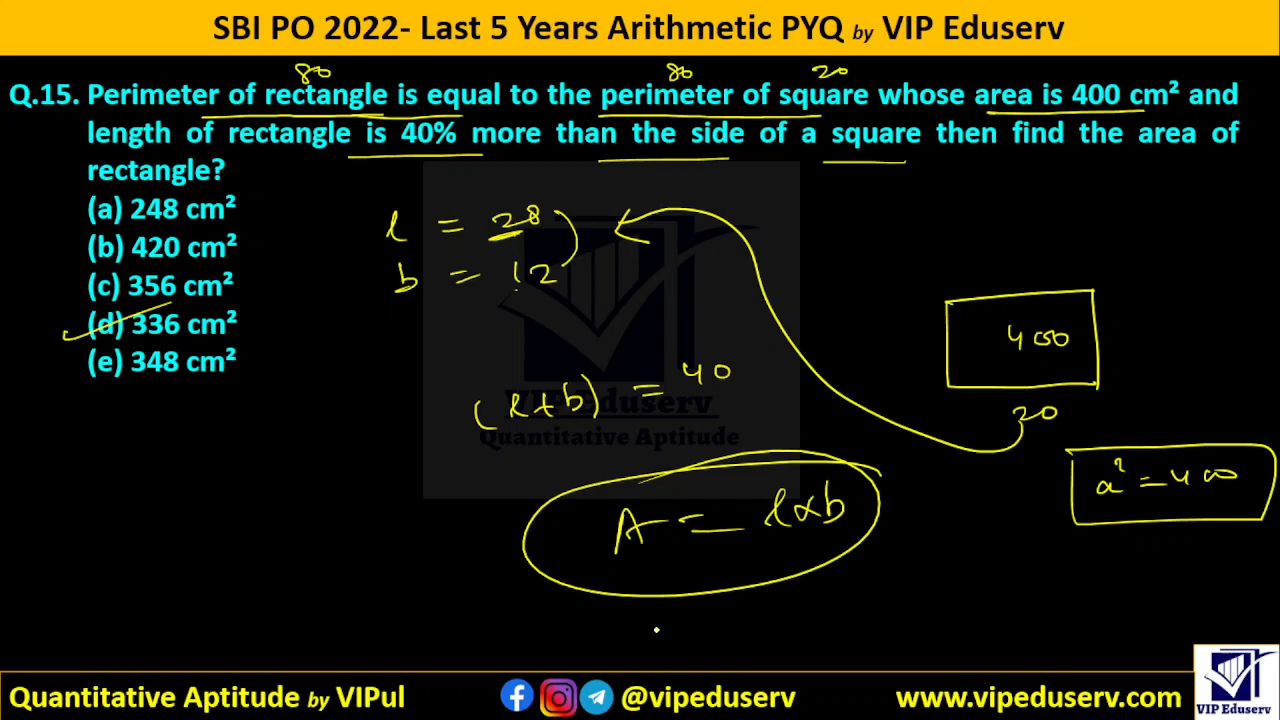 SBI PO 2022- Last 5 Years Arithmetic PYQ by VIP Eduserv
80 80 20
Q.15. Perimeter of rectangle is equal to the perimeter of square whose area is 400 cm² and
length of rectangle is 40% more than the side of a square then find the area of
rectangle?
(a) 248 cm²
(b) 420 cm²
(c) 356 cm²
(d) 336 cm²
(e) 348 cm²
l = 28
b = 12
400
20
(l+b) = 40
VIP Eduserv
Quantitative Aptitude
a² = 400
A = l×b
VIP Eduserv
Quantitative Aptitude by VIPul
@vipeduserv
www.vipeduserv.com